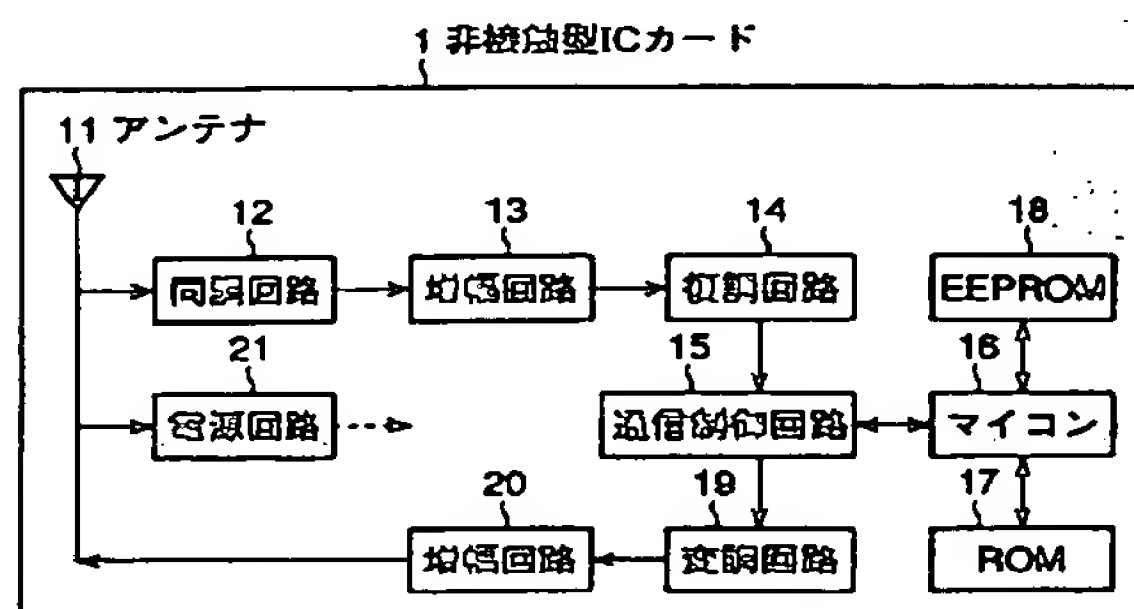 1 非接触型ICカード
11 アンテナ
12
13
14
18
同調回路
増幅回路
復調回路
EEPROM
21
15
16
電源回路
通信制御回路
マイコン
20
19
17
増幅回路
変調回路
ROM